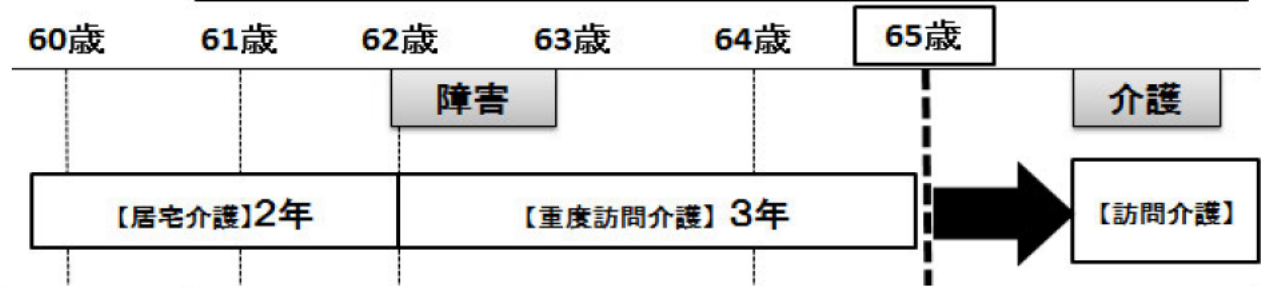 60歳 61歳 62歳 63歳 64歳 65歳
障害 介護
【居宅介護】2年 【重度訪問介護】3年 【訪問介護】